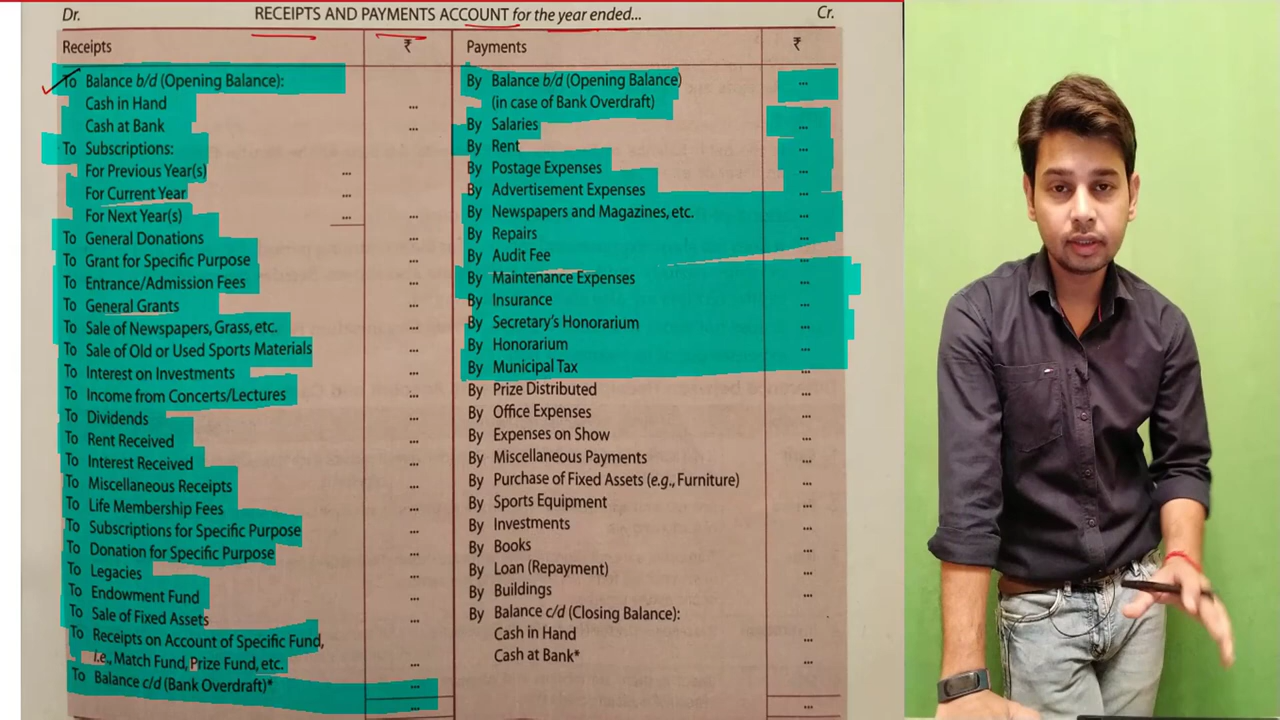 Dr. RECEIPTS AND PAYMENTS ACCOUNT for the year ended... Cr.
Receipts ₹ Payments ₹
To Balance b/d (Opening Balance):
Cash in Hand ...
Cash at Bank ...
To Subscriptions:
For Previous Year(s) ...
For Current Year ...
For Next Year(s) ... ...
To General Donations ...
To Grant for Specific Purpose ...
To Entrance/Admission Fees ...
To General Grants ...
To Sale of Newspapers, Grass, etc. ...
To Sale of Old or Used Sports Materials ...
To Interest on Investments ...
To Income from Concerts/Lectures ...
To Dividends ...
To Rent Received ...
To Interest Received ...
To Miscellaneous Receipts ...
To Life Membership Fees ...
To Subscriptions for Specific Purpose ...
To Donation for Specific Purpose ...
To Legacies ...
To Endowment Fund ...
To Sale of Fixed Assets ...
To Receipts on Account of Specific Fund,
i.e., Match Fund, Prize Fund, etc. ...
To Balance c/d (Bank Overdraft)* ...
...
By Balance b/d (Opening Balance) ...
(in case of Bank Overdraft)
By Salaries ...
By Rent ...
By Postage Expenses ...
By Advertisement Expenses ...
By Newspapers and Magazines, etc. ...
By Repairs ...
By Audit Fee ...
By Maintenance Expenses ...
By Insurance ...
By Secretary's Honorarium ...
By Honorarium ...
By Municipal Tax ...
By Prize Distributed ...
By Office Expenses ...
By Expenses on Show ...
By Miscellaneous Payments ...
By Purchase of Fixed Assets (e.g., Furniture) ...
By Sports Equipment ...
By Investments ...
By Books ...
By Loan (Repayment) ...
By Buildings ...
By Balance c/d (Closing Balance):
Cash in Hand ...
Cash at Bank* ...
...